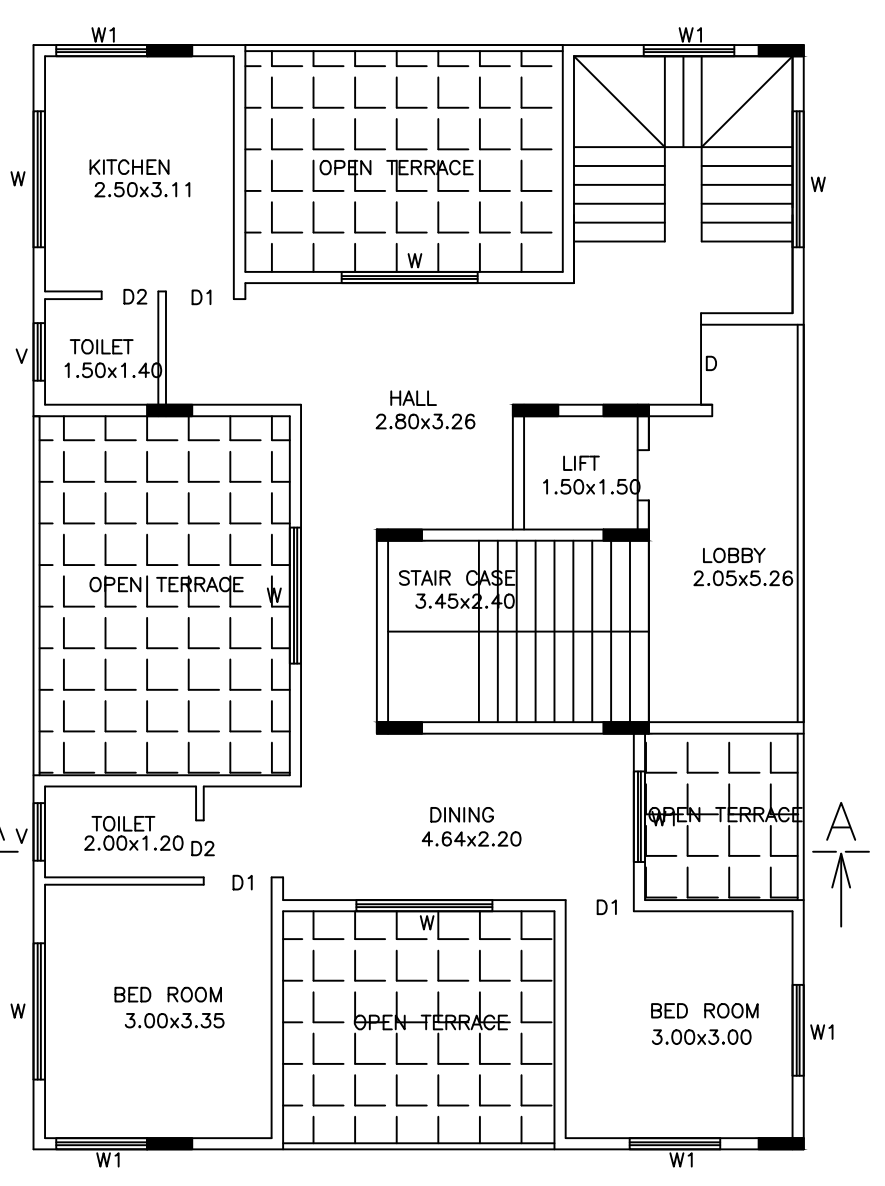 W1
W1
KITCHEN
2.50x3.11
OPEN TERRACE
W
W
W
D2
D1
V
TOILET
1.50x1.40
D
HALL
2.80x3.26
LIFT
1.50x1.50
LOBBY
2.05x5.26
STAIR CASE
3.45x2.40
OPEN TERRACE
W
DINING
4.64x2.20
OPEN TERRACE
W1
A
V
TOILET
2.00x1.20
D2
D1
D1
W
BED ROOM
3.00x3.35
W
OPEN TERRACE
BED ROOM
3.00x3.00
W1
W1
W1